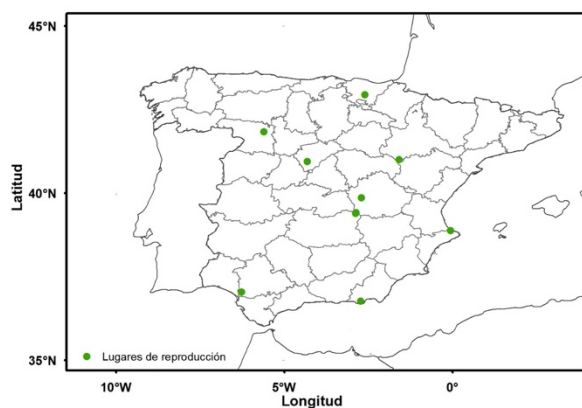 45°N
40°N
35°N
Latitud
Lugares de reproducción
10°W
5°W
0°
Longitud